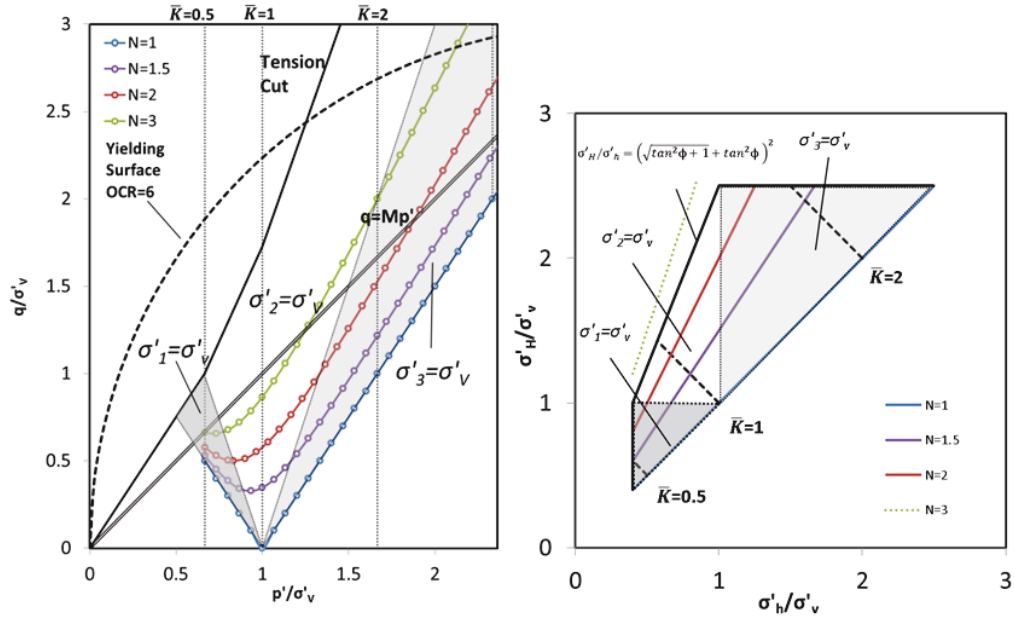 K̅=0.5 K̅=1 K̅=2
3
2.5
2
1.5
1
0.5
0
q/σ'v
N=1
N=1.5
N=2
N=3
Yielding
Surface
OCR=6
Tension
Cut
q=Mp'
σ'2=σ'V
σ'1=σ'v
σ'3=σ'V
0 0.5 1 1.5 2
p'/σ'v
3
2
1
0
σ'H/σ'v
σ'H/σ'h = (√tan²ϕ + 1 + tan²ϕ)²
σ'3=σ'v
σ'2=σ'v
σ'1=σ'v
K̅=2
K̅=1
K̅=0.5
N=1
N=1.5
N=2
N=3
0 1 2 3
σ'h/σ'v